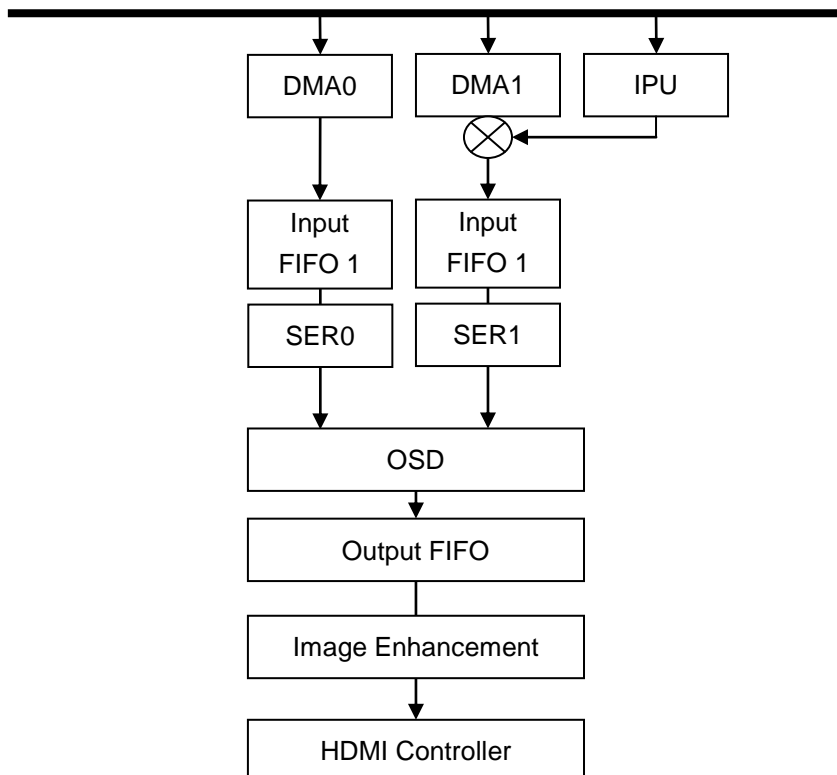 DMA0
DMA1
IPU
Input
FIFO 1
Input
FIFO 1
SER0
SER1
OSD
Output FIFO
Image Enhancement
HDMI Controller